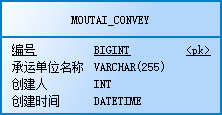 MOUTAI_CONVEY
编号 BIGINT <pk>
承运单位名称 VARCHAR(255)
创建人 INT
创建时间 DATETIME